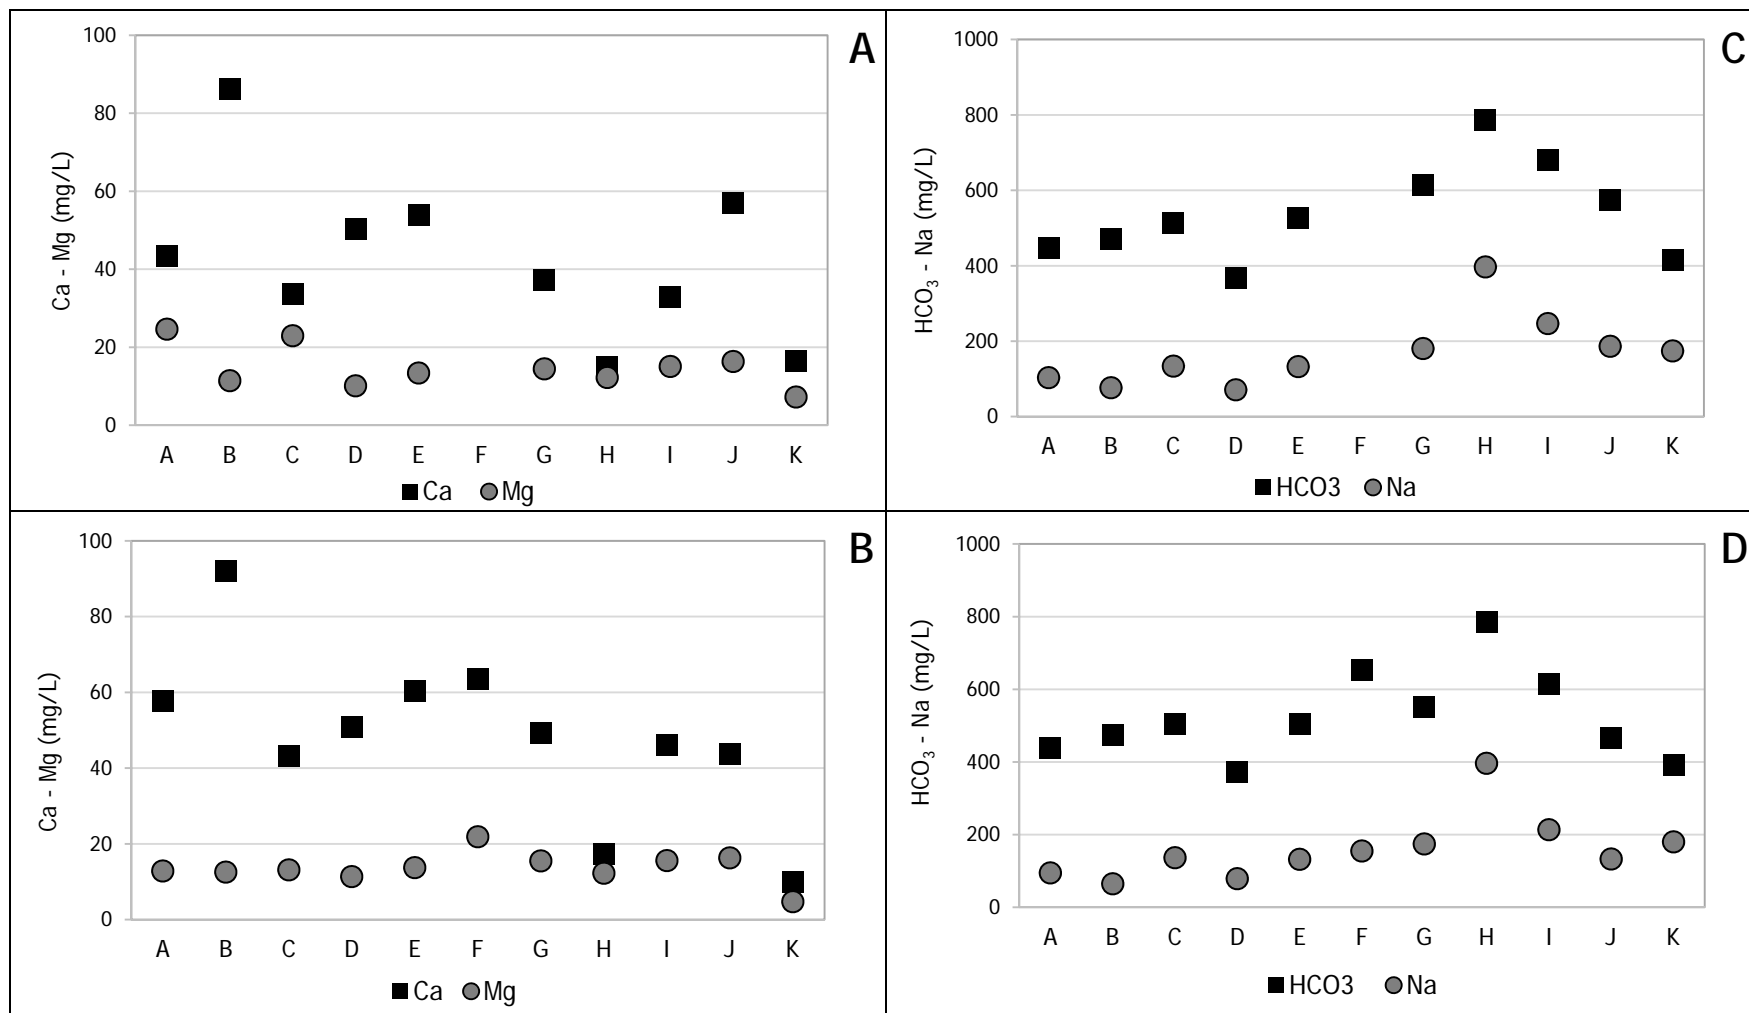 A
Ca - Mg (mg/L)
100
80
60
40
20
0
A B C D E F G H I J K
Ca Mg
C
HCO3 - Na (mg/L)
1000
800
600
400
200
0
A B C D E F G H I J K
HCO3 Na
B
Ca - Mg (mg/L)
100
80
60
40
20
0
A B C D E F G H I J K
Ca Mg
D
HCO3 - Na (mg/L)
1000
800
600
400
200
0
A B C D E F G H I J K
HCO3 Na